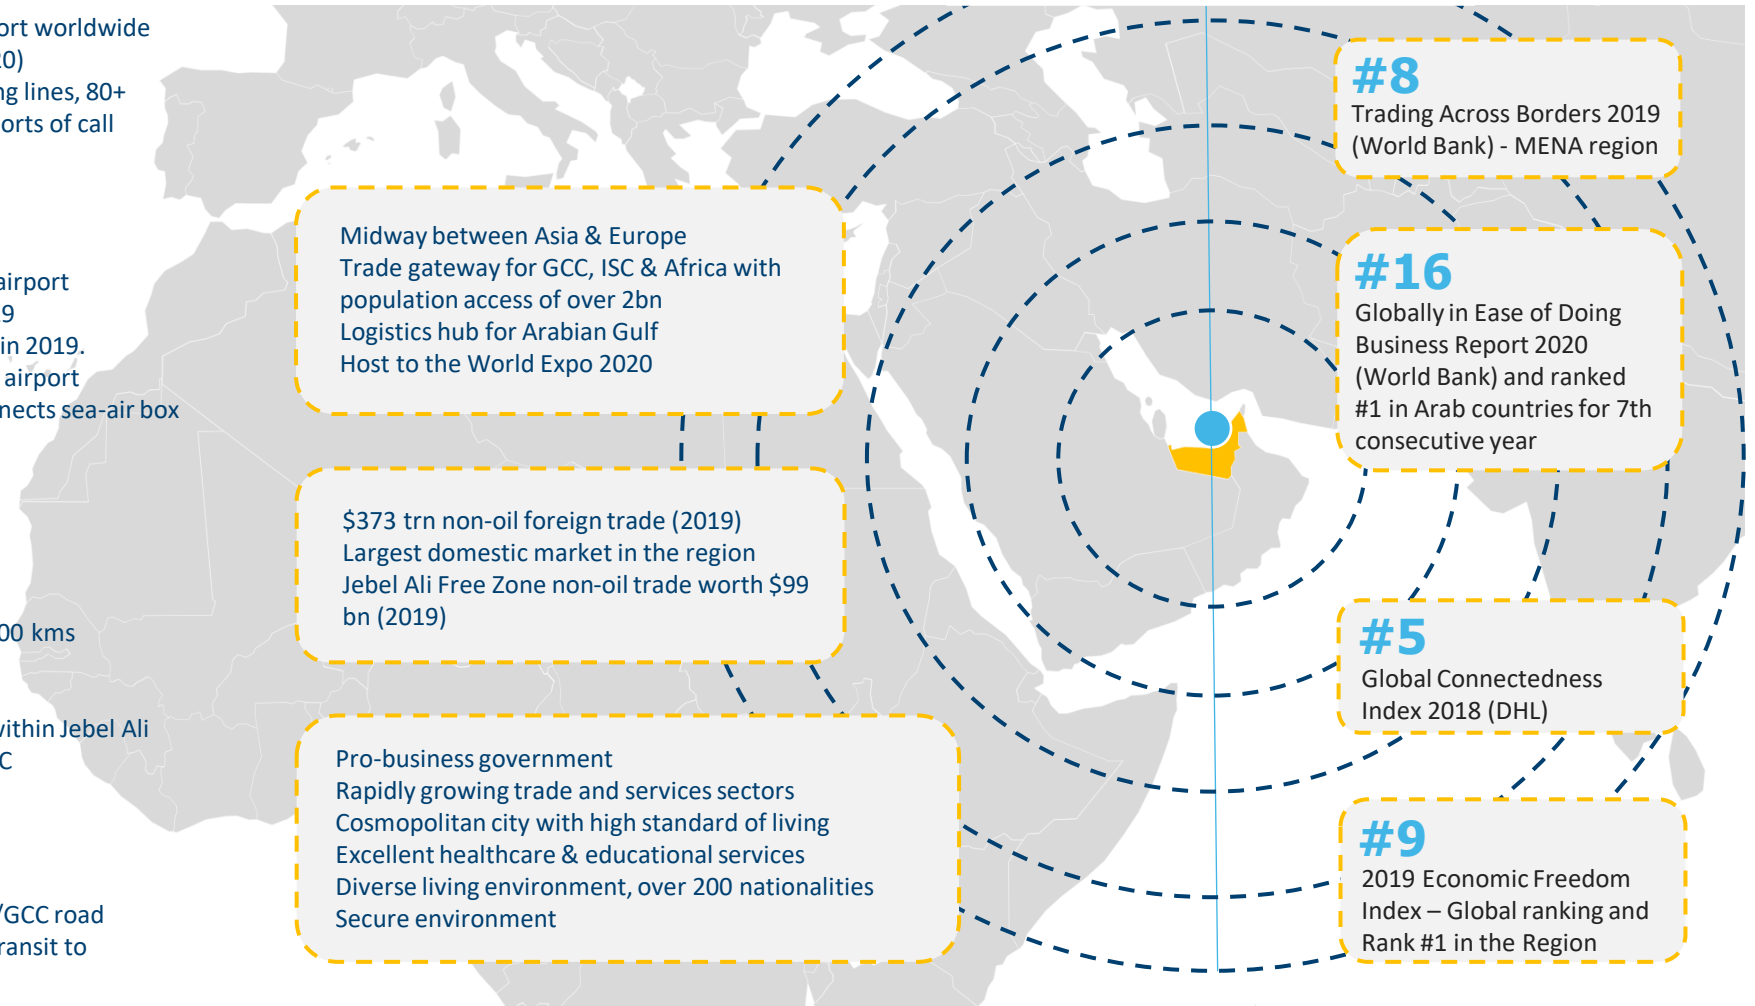 ort worldwide
20)
ng lines, 80+
orts of call
airport
9
in 2019.
airport
nects sea-air box
00 kms
within Jebel Ali
C
/GCC road
ransit to
Midway between Asia & Europe
Trade gateway for GCC, ISC & Africa with
population access of over 2bn
Logistics hub for Arabian Gulf
Host to the World Expo 2020
$373 trn non-oil foreign trade (2019)
Largest domestic market in the region
Jebel Ali Free Zone non-oil trade worth $99
bn (2019)
Pro-business government
Rapidly growing trade and services sectors
Cosmopolitan city with high standard of living
Excellent healthcare & educational services
Diverse living environment, over 200 nationalities
Secure environment
#8
Trading Across Borders 2019
(World Bank) - MENA region
#16
Globally in Ease of Doing
Business Report 2020
(World Bank) and ranked
#1 in Arab countries for 7th
consecutive year
#5
Global Connectedness
Index 2018 (DHL)
#9
2019 Economic Freedom
Index – Global ranking and
Rank #1 in the Region